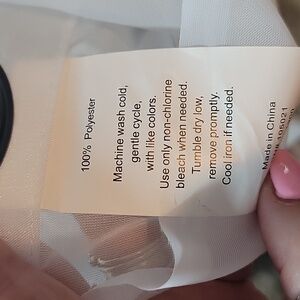 100% Polyester
Machine wash cold,
gentle cycle,
with like colors.
Use only non-chlorine
bleach when needed.
Tumble dry low,
remove promptly.
Cool iron if needed.
Made in China